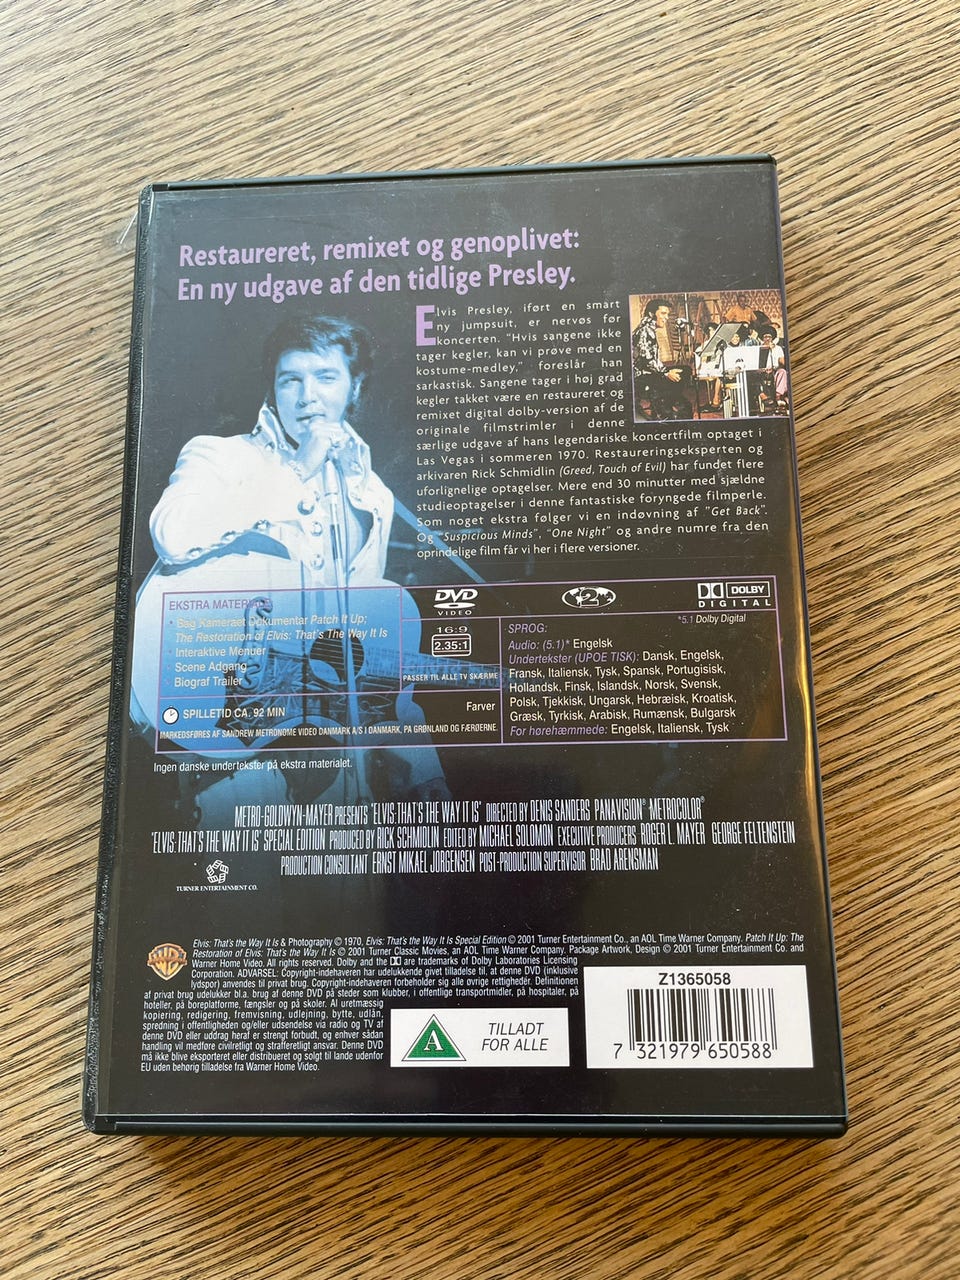 Restaureret, remixet og genoplivet:
En ny udgave af den tidlige Presley.
Elvis Presley, iført en smart
ny jumpsuit, er nervøs før
koncerten. "Hvis sangene ikke
tager kegler, kan vi prøve med en
kostume-medley," foreslår han
sarkastisk. Sangene tager i høj grad
kegler takket være en restaureret og
remixet digital dolby-version af de
originale filmstrimler i denne
særlige udgave af hans legendariske koncertfilm optaget i
Las Vegas i sommeren 1970. Restaureringseksperten og
arkivaren Rick Schmidlin (Greed, Touch of Evil) har fundet flere
uforlignelige optagelser. Mere end 30 minutter med sjældne
studieoptagelser i denne fantastiske foryngede filmperle.
Som noget ekstra følger vi en indøvning af "Get Back".
Og "Suspicious Minds", "One Night" og andre numre fra den
oprindelige film får vi her i flere versioner.
EKSTRA MATERIALE
Bag Kameraet Dokumentar Patch It Up;
The Restoration of Elvis: That's The Way It Is
Interaktive Menuer
Scene Adgang
Biograf Trailer
SPILLETID CA. 92 MIN
Farver
MARKEDSFØRES AF SANDREW METRONOME VIDEO DANMARK A/S I DANMARK, PA GRØNLAND OG FÆRØERNE.
DVD
VIDEO
16:9
2.35:1
PASSER TIL ALLE TV SKÆRME
2
DOLBY
DIGITAL
*5.1 Dolby Digital
SPROG:
Audio: (5.1)* Engelsk
Undertekster (UPOE TISK): Dansk, Engelsk,
Fransk, Italiensk, Tysk, Spansk, Portugisisk,
Hollandsk, Finsk, Islandsk, Norsk, Svensk,
Polsk, Tjekkisk, Ungarsk, Hebræisk, Kroatisk,
Græsk, Tyrkisk, Arabisk, Rumænsk, Bulgarsk
For hørehæmmede: Engelsk, Italiensk, Tysk
Ingen danske undertekster på ekstra materialet.
METRO-GOLDWYN-MAYER PRESENTS "ELVIS: THAT'S THE WAY IT IS" DIRECTED BY DENIS SANDERS PANAVISION® METROCOLOR®
"ELVIS: THAT'S THE WAY IT IS" SPECIAL EDITION PRODUCED BY RICK SCHMIDLIN EDITED BY MICHAEL SOLOMON EXECUTIVE PRODUCERS ROGER L. MAYER GEORGE FELTENSTEIN
PRODUCTION CONSULTANT ERNST MIKAEL JORGENSEN POST-PRODUCTION SUPERVISOR BRAD ARENSMAN
TURNER ENTERTAINMENT CO.
Elvis: That's the Way It Is & Photography © 1970, Elvis: That's the Way It Is Special Edition © 2001 Turner Entertainment Co., an AOL Time Warner Company. Patch It Up: The
Restoration of Elvis: That's the Way It Is © 2001 Turner Classic Movies, an AOL Time Warner Company. Package Artwork, Design © 2001 Turner Entertainment Co. and
Warner Home Video. All rights reserved. Dolby and the are trademarks of Dolby Laboratories Licensing
Corporation. ADVARSEL: Copyright-indehaveren har udelukkende givet tilladelse til, at denne DVD (inklusive
lydspor) anvendes til privat brug. Copyright-indehaveren forbeholder sig alle øvrige rettigheder. Definitionen
af privat brug udelukker bl.a. brug af denne DVD på steder som klubber, i offentlige transportmidler, på hospitaler, på
hoteller, på boreplatforme, fængsler og på skoler. Al uretmæssig
kopiering, redigering, fremvisning, udlejning, bytte, udlån,
spredning i offentligheden og/eller udsendelse via radio og TV af
denne DVD eller uddrag heraf er strengt forbudt, og enhver sådan
handling vil medføre civilretligt og strafferetligt ansvar. Denne DVD
må ikke blive eksporteret eller distribueret og solgt til lande udenfor
EU uden behørig tilladelse fra Warner Home Video.
WB
A
TILLADT
FOR ALLE
Z1365058
7 321979 650588